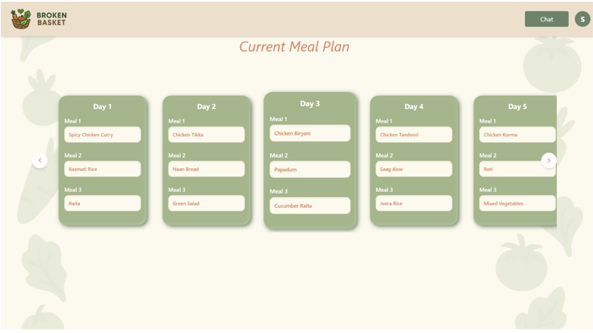 BROKEN
BASKET
Chat
S
Current Meal Plan
Day 1
Meal 1
Spicy Chicken Curry
Meal 2
Basmati Rice
Meal 3
Raita
Day 2
Meal 1
Chicken Tikka
Meal 2
Naan Bread
Meal 3
Green Salad
Day 3
Meal 1
Chicken Biryani
Meal 2
Papadum
Meal 3
Cucumber Raita
Day 4
Meal 1
Chicken Tandoori
Meal 2
Saag Aloo
Meal 3
Jeera Rice
Day 5
Meal 1
Chicken Korma
Meal 2
Roti
Meal 3
Mixed Vegetables